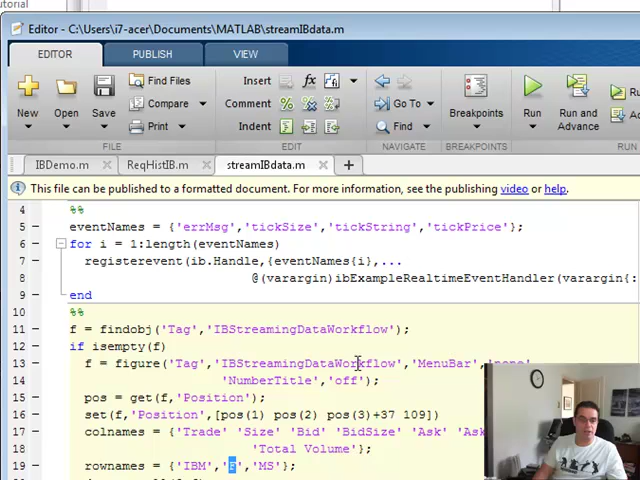 torial
Editor - C:\Users\i7-acer\Documents\MATLAB\streamIBdata.m
EDITOR PUBLISH VIEW
New Open Save Find Files Compare Print Insert fx Comment Indent Go To Find Breakpoints Run Run and Advance
FILE EDIT NAVIGATE BREAKPOINTS RUN
IBDemo.m ReqHistIB.m streamIBdata.m
This file can be published to a formatted document. For more information, see the publishing video or help.
4 %%
5 eventNames = {'errMsg','tickSize','tickString','tickPrice'};
6 for i = 1:length(eventNames)
7 registerevent(ib.Handle,{eventNames{i},...
8 @(varargin)ibExampleRealtimeEventHandler(varargin{:
9 end
10 %%
11 f = findobj('Tag','IBStreamingDataWorkflow');
12 if isempty(f)
13 f = figure('Tag','IBStreamingDataWorkflow','MenuBar','none'
14 'NumberTitle','off');
15 pos = get(f,'Position');
16 set(f,'Position',[pos(1) pos(2) pos(3)+37 109])
17 colnames = {'Trade' 'Size' 'Bid' 'BidSize' 'Ask'
18 'Total Volume'};
19 rownames = {'IBM','F','MS'};